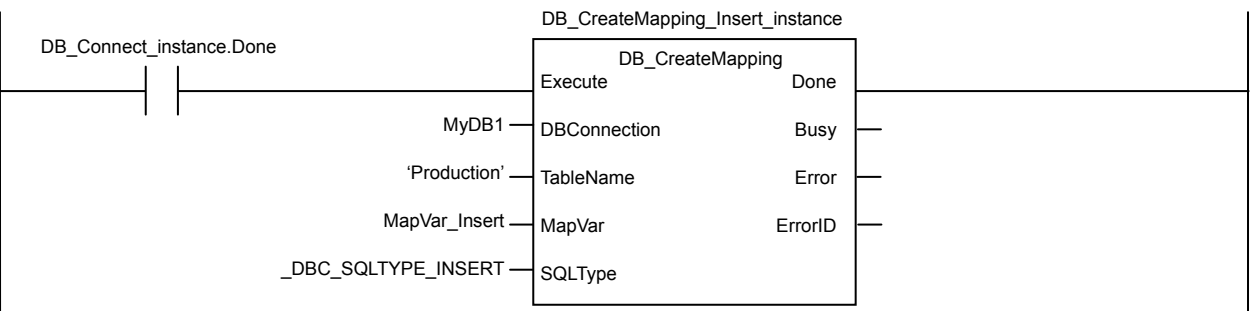 DB_CreateMapping_Insert_instance
DB_Connect_instance.Done
DB_CreateMapping
Execute Done
MyDB1 DBConnection Busy
‘Production’ TableName Error
MapVar_Insert MapVar ErrorID
_DBC_SQLTYPE_INSERT SQLType